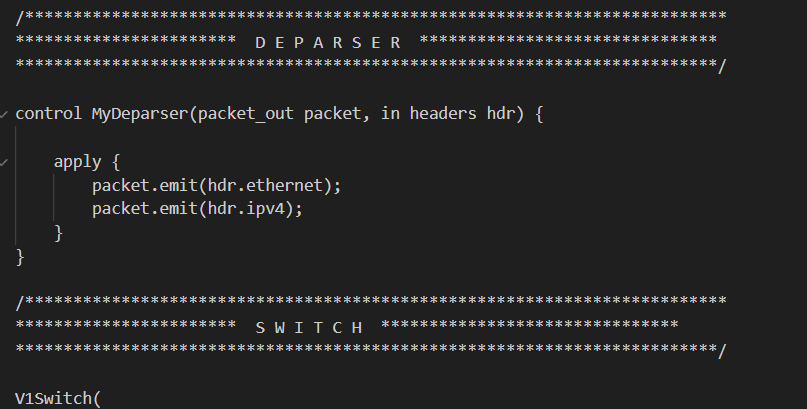 /*************************************************************************
***********************  D E P A R S E R  *******************************
*************************************************************************/
control MyDeparser(packet_out packet, in headers hdr) {
    apply {
        packet.emit(hdr.ethernet);
        packet.emit(hdr.ipv4);
    }
}
/*************************************************************************
***********************  S W I T C H  *******************************
*************************************************************************/
V1Switch(